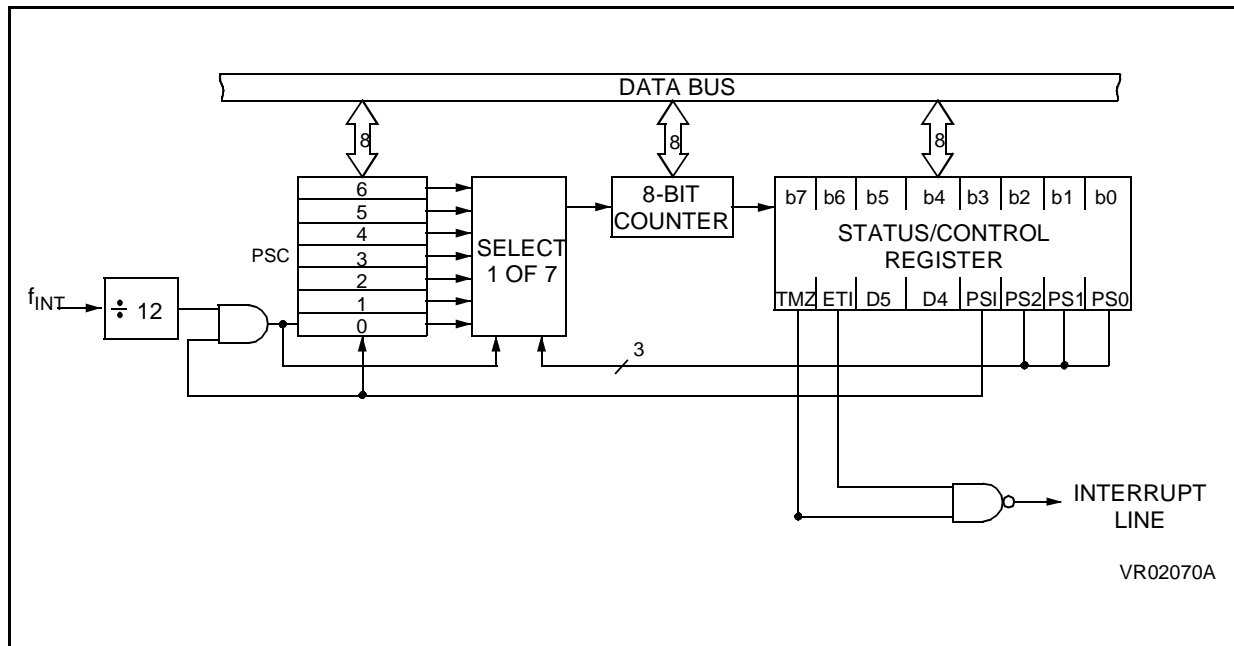 DATA BUS
8
8
8
6
5
4
3
2
1
0
PSC
SELECT
1 OF 7
8-BIT
COUNTER
b7 b6 b5 b4 b3 b2 b1 b0
STATUS/CONTROL
REGISTER
TMZ ETI D5 D4 PSI PS2 PS1 PS0
fINT
÷ 12
3
INTERRUPT
LINE
VR02070A